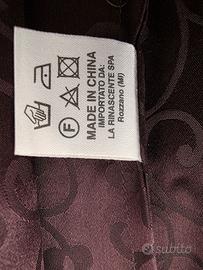 F
MADE IN CHINA
IMPORTATO DA:
LA RINASCENTE SPA
Rozzano (MI)
subito